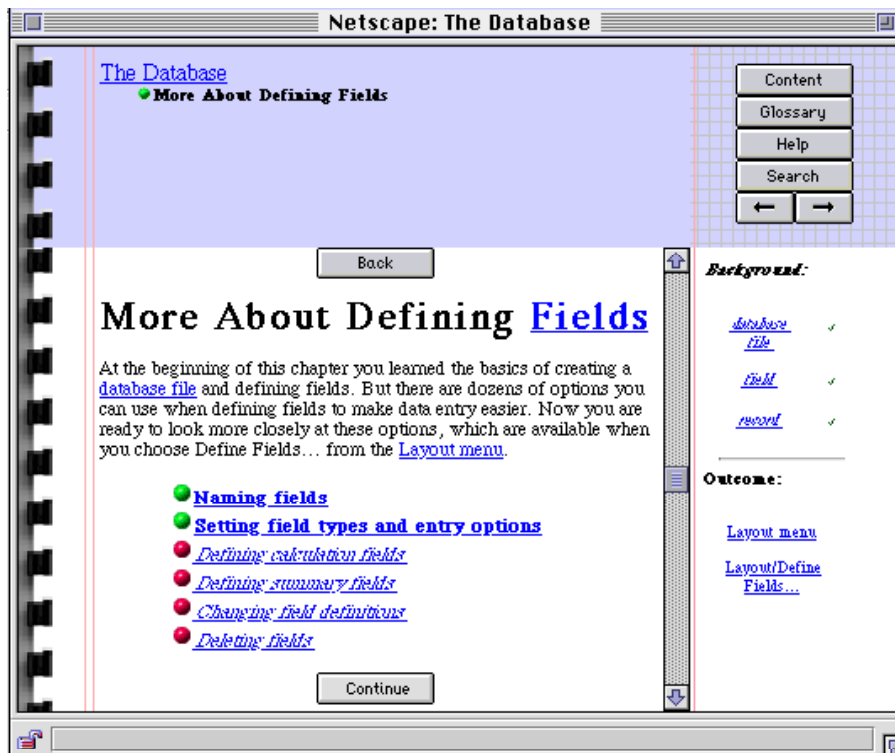 Netscape: The Database
The Database
More About Defining Fields
Content
Glossary
Help
Search
← →
Back
More About Defining Fields
At the beginning of this chapter you learned the basics of creating a
database file and defining fields. But there are dozens of options you
can use when defining fields to make data entry easier. Now you are
ready to look more closely at these options, which are available when
you choose Define Fields... from the Layout menu.
Naming fields
Setting field types and entry options
Defining calculation fields
Defining summary fields
Changing field definitions
Deleting fields
Continue
Background:
database
file
field
record
Outcome:
Layout menu
Layout/Define
Fields...